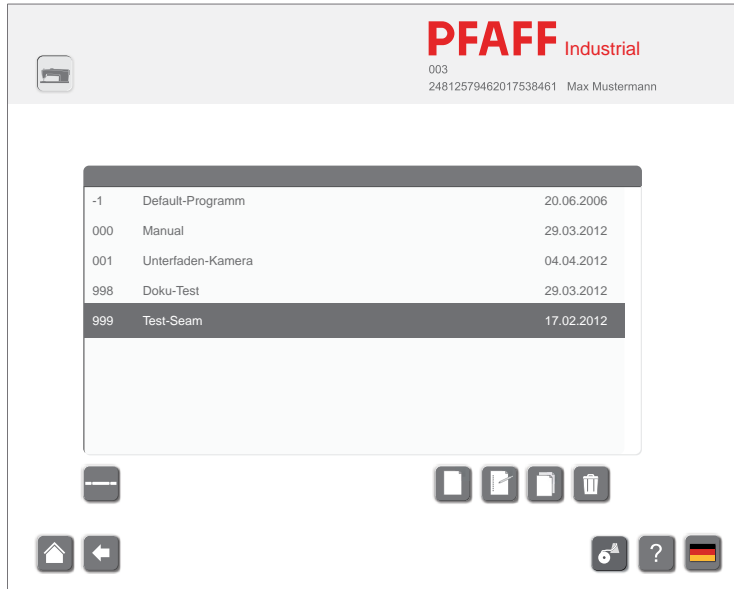 PFAFF Industrial
003
24812579462017538461 Max Mustermann
-1 Default-Programm 20.06.2006
000 Manual 29.03.2012
001 Unterfaden-Kamera 04.04.2012
998 Doku-Test 29.03.2012
999 Test-Seam 17.02.2012
?